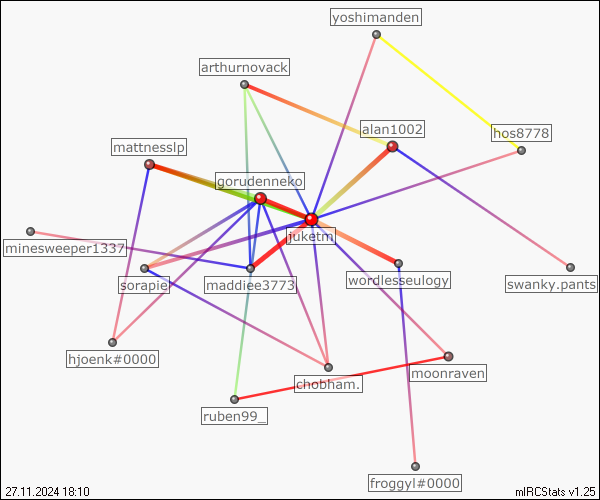 yoshimanden
arthurnovack
alan1002
hos8778
mattnesslp
gorudenneko
juketm
minesweeper1337
sorapie
maddiee3773
wordlesseulogy
swanky.pants
hjoenk#0000
chobham.
moonraven
ruben99_
froggyl#0000
27.11.2024 18:10
mIRCStats v1.25